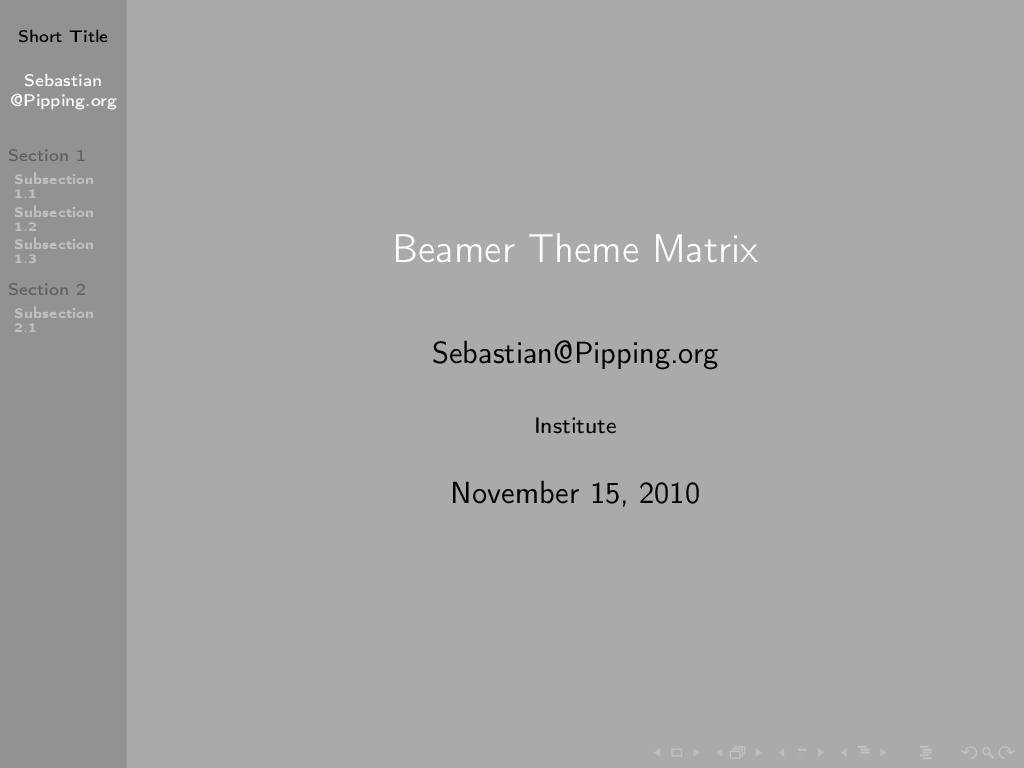 Short Title
Sebastian
@Pipping.org
Section 1
Subsection
1.1
Subsection
1.2
Subsection
1.3
Section 2
Subsection
2.1
Beamer Theme Matrix
Sebastian@Pipping.org
Institute
November 15, 2010